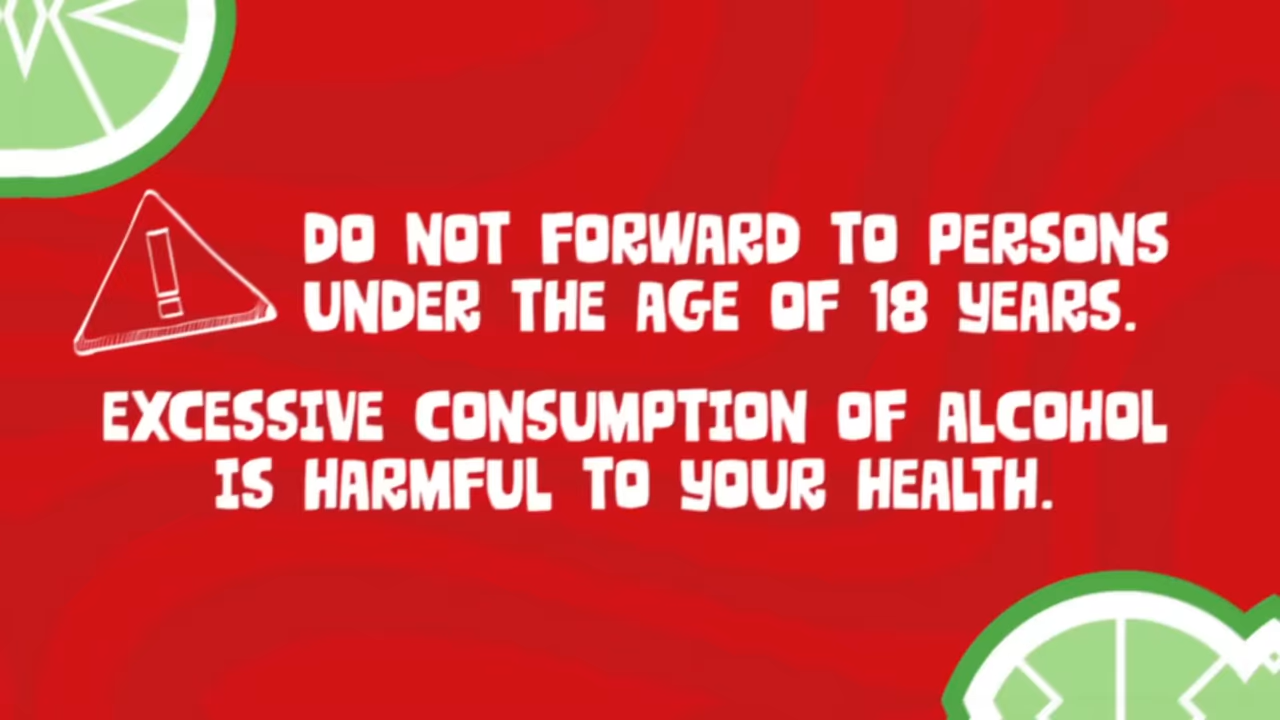 DO NOT FORWARD TO PERSONS
UNDER THE AGE OF 18 YEARS.
EXCESSIVE CONSUMPTION OF ALCOHOL
IS HARMFUL TO YOUR HEALTH.